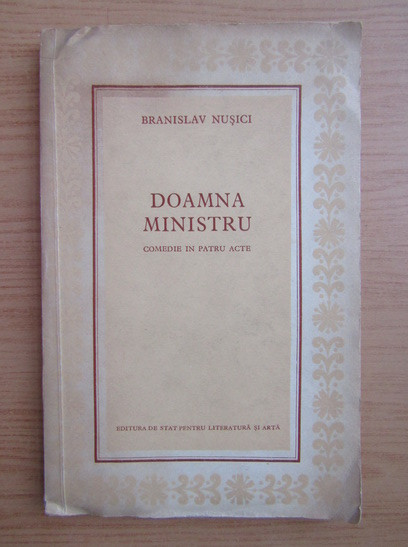 BRANISLAV NUȘICI
DOAMNA
MINISTRU
COMEDIE IN PATRU ACTE
EDITURA DE STAT PENTRU LITERATURĂ ȘI ARTĂ